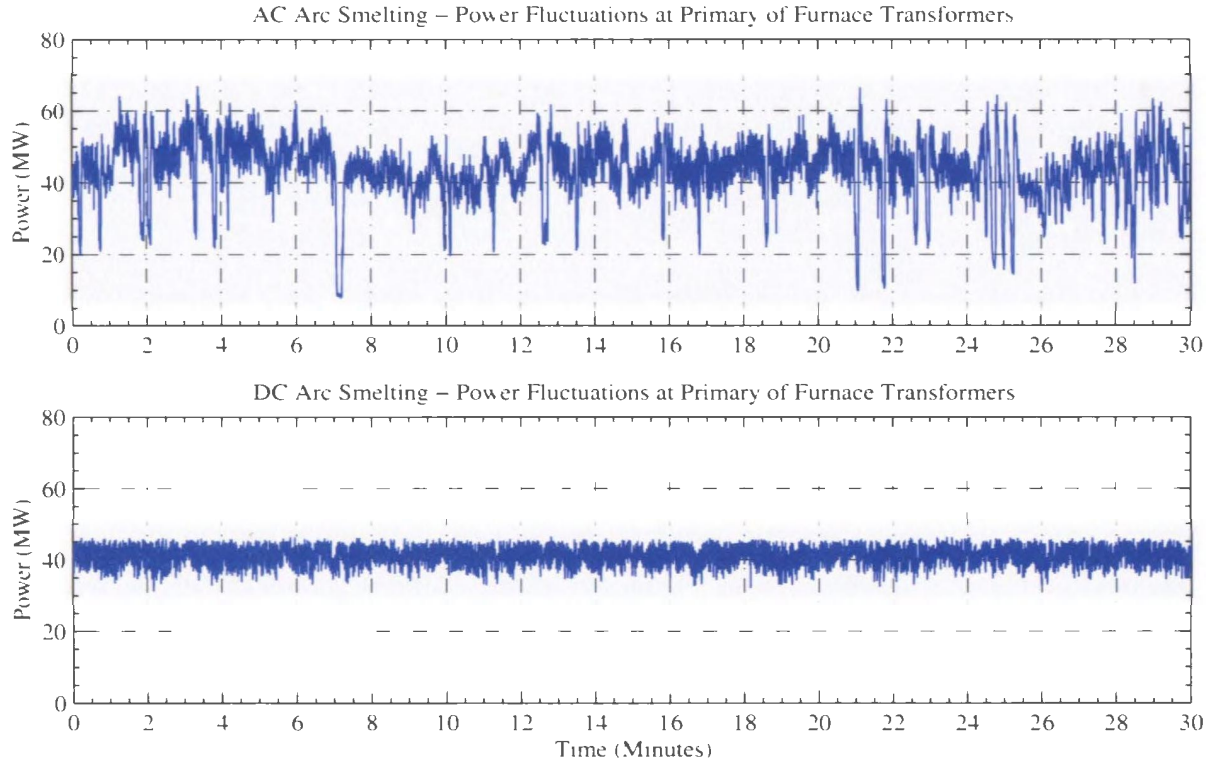 AC Arc Smelting – Power Fluctuations at Primary of Furnace Transformers
80
60
40
20
0
Power (MW)
0 2 4 6 8 10 12 14 16 18 20 22 24 26 28 30
DC Arc Smelting – Power Fluctuations at Primary of Furnace Transformers
80
60
40
20
0
Power (MW)
0 2 4 6 8 10 12 14 16 18 20 22 24 26 28 30
Time (Minutes)